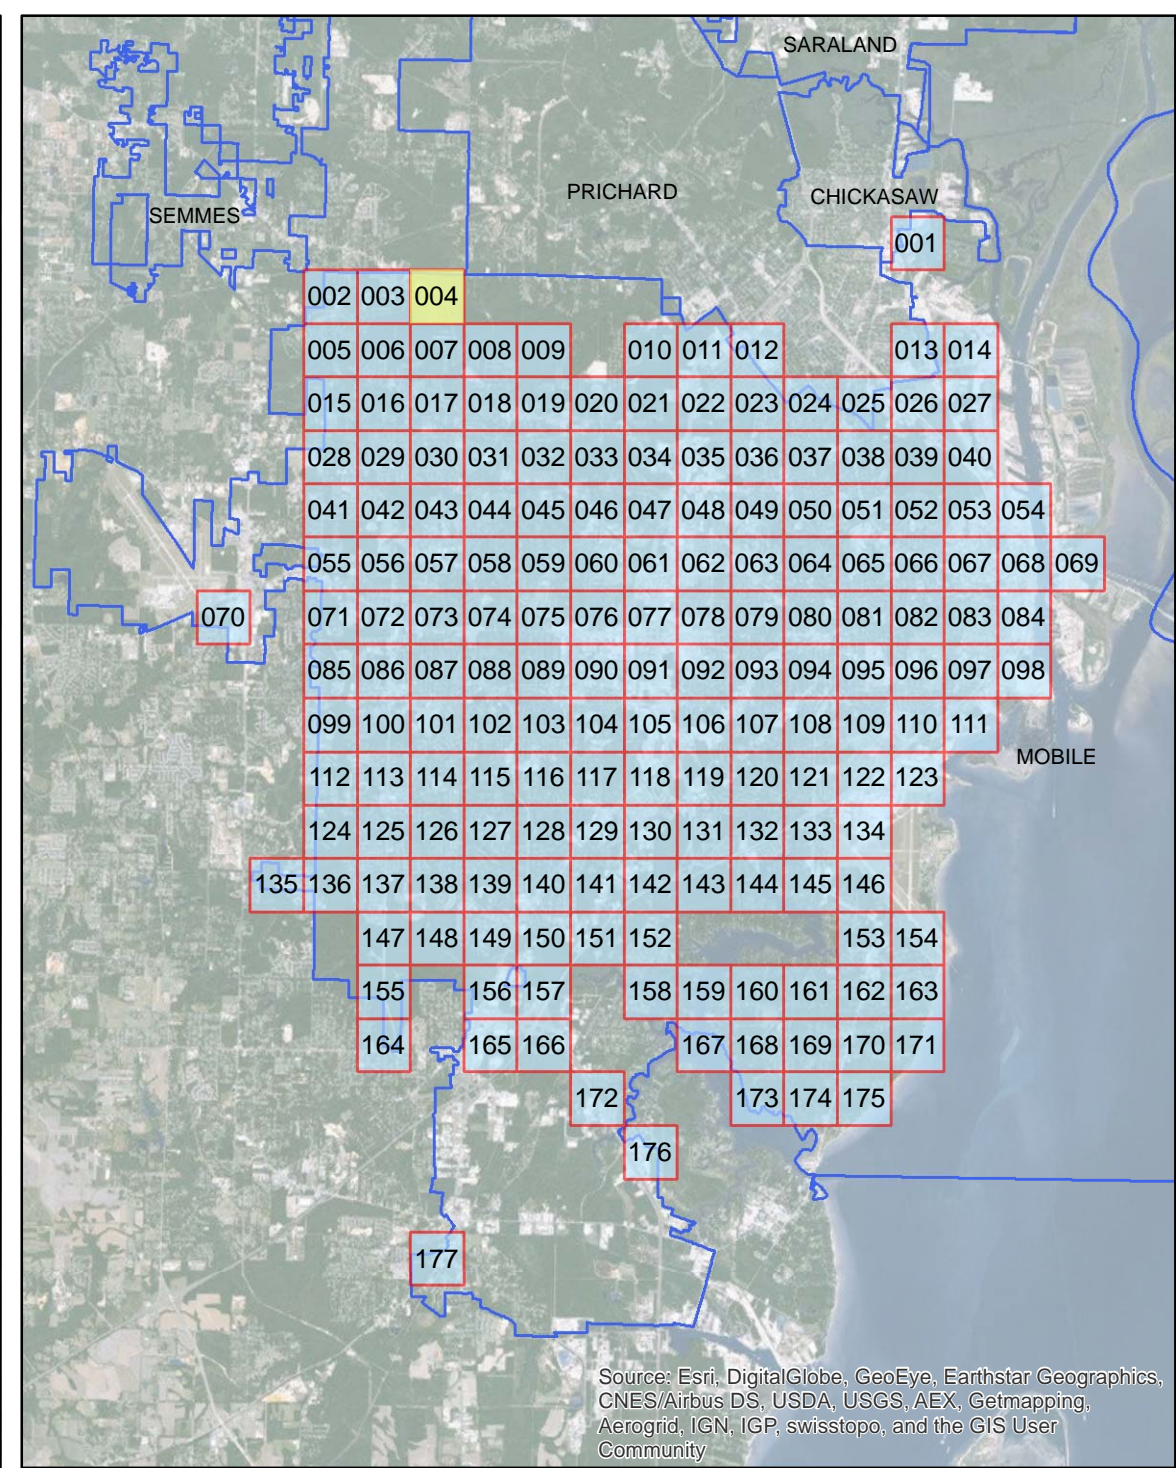 SARALAND
PRICHARD
CHICKASAW
SEMMES
001
002 003 004
005 006 007 008 009 010 011 012 013 014
015 016 017 018 019 020 021 022 023 024 025 026 027
028 029 030 031 032 033 034 035 036 037 038 039 040
041 042 043 044 045 046 047 048 049 050 051 052 053 054
055 056 057 058 059 060 061 062 063 064 065 066 067 068 069
070 071 072 073 074 075 076 077 078 079 080 081 082 083 084
085 086 087 088 089 090 091 092 093 094 095 096 097 098
099 100 101 102 103 104 105 106 107 108 109 110 111
MOBILE
112 113 114 115 116 117 118 119 120 121 122 123
124 125 126 127 128 129 130 131 132 133 134
135 136 137 138 139 140 141 142 143 144 145 146
147 148 149 150 151 152 153 154
155 156 157 158 159 160 161 162 163
164 165 166 167 168 169 170 171
172 173 174 175
176
177
Source: Esri, DigitalGlobe, GeoEye, Earthstar Geographics,
CNES/Airbus DS, USDA, USGS, AEX, Getmapping,
Aerogrid, IGN, IGP, swisstopo, and the GIS User
Community